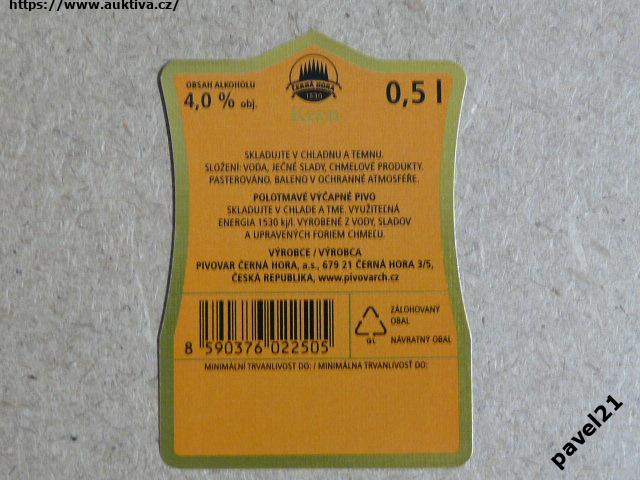 https://www.auktiva.cz/
OBSAH ALKOHOLU
4,0 % obj.
ČERNÁ HORA
1530
0,5 l
Kern
SKLADUJTE V CHLADNU A TEMNU.
SLOŽENÍ: VODA, JEČNÉ SLADY, CHMELOVÉ PRODUKTY.
PASTEROVÁNO. BALENO V OCHRANNÉ ATMOSFÉŘE.
POLOTMAVÉ VÝČAPNÉ PIVO
SKLADUJTE V CHLADE A TME. VYUŽITEĽNÁ
ENERGIA 1530 kj/l. VYROBENÉ Z VODY, SLADOV
A UPRAVENÝCH FORIEM CHMEĽU.
VÝROBCE / VÝROBCA
PIVOVAR ČERNÁ HORA, a.s., 679 21 ČERNÁ HORA 3/5,
ČESKÁ REPUBLIKA, www.pivovarch.cz
8 590376 022505
GL
ZÁLOHOVANÝ
OBAL
NÁVRATNÝ OBAL
MINIMÁLNÍ TRVANLIVOST DO: / MINIMÁLNA TRVANLIVOSŤ DO:
pavel21